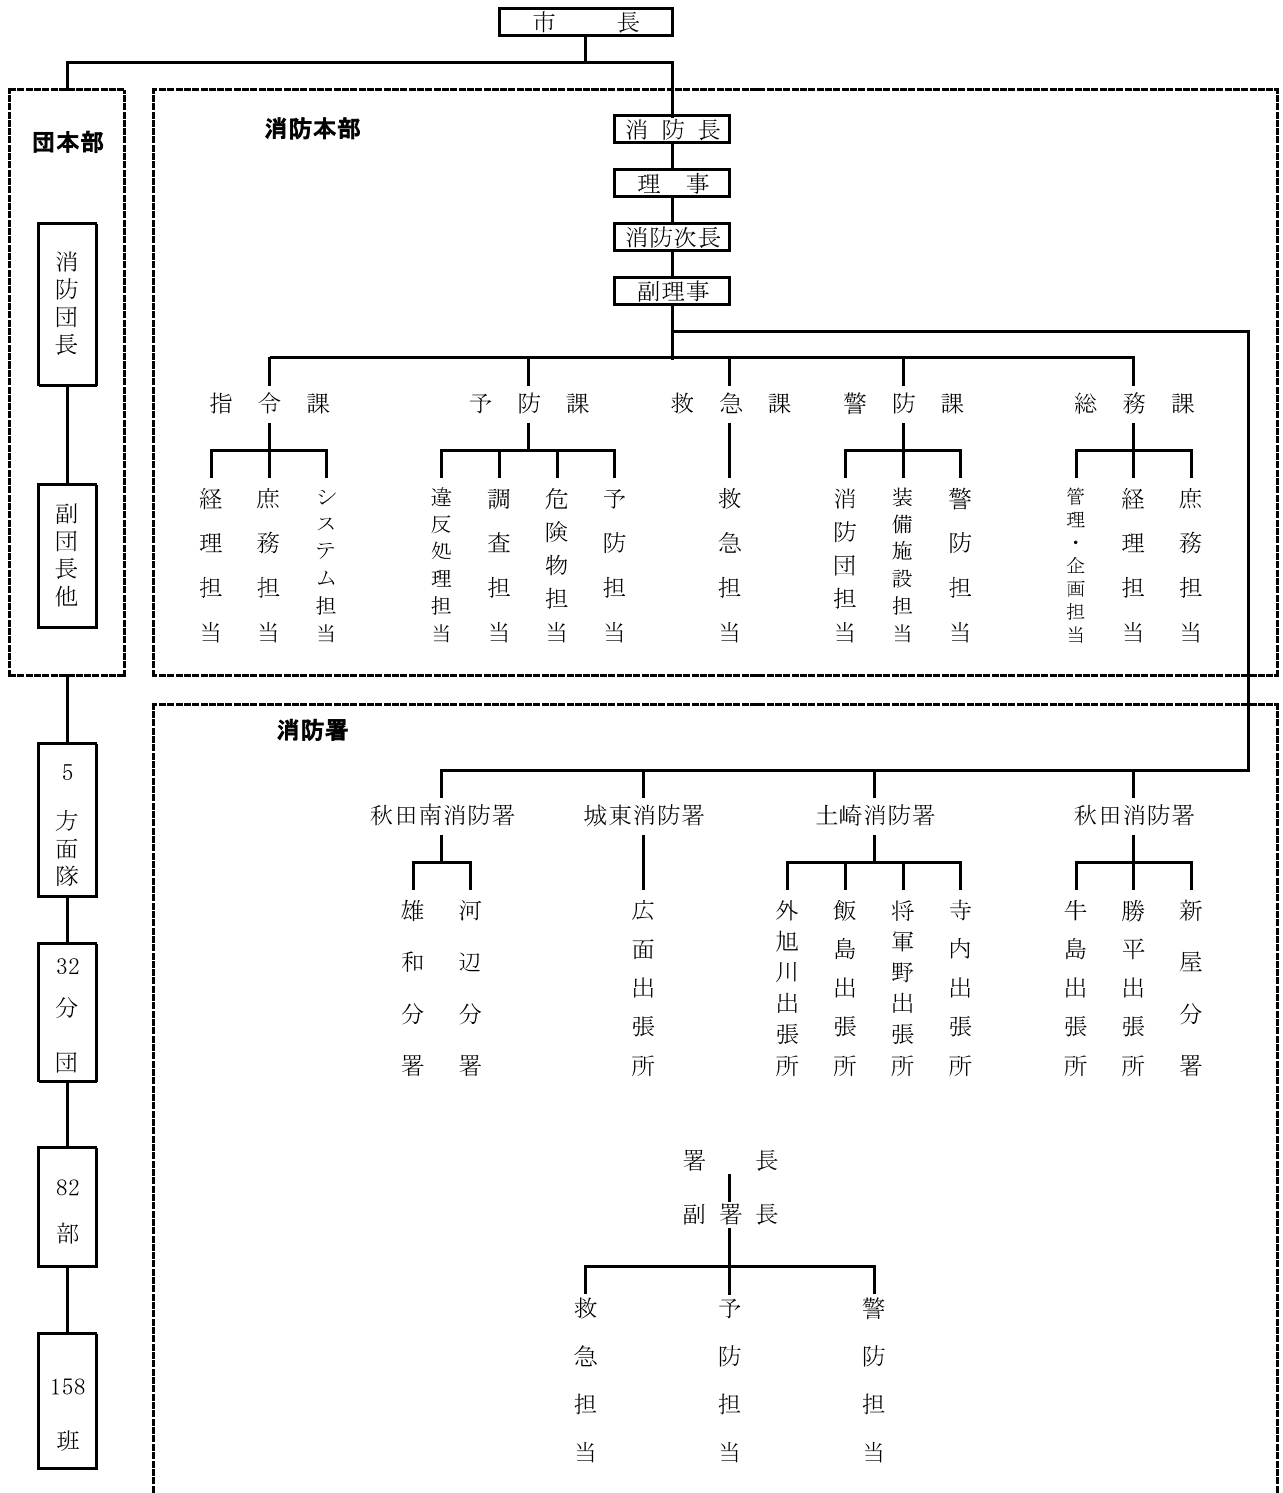 市長
団本部
消防団長
副団長他
5方面隊
32分団
82部
158班
消防本部
消防長
理事
消防次長
副理事
指令課
予防課
救急課
警防課
総務課
経理担当
庶務担当
システム担当
違反処理担当
調査担当
危険物担当
予防担当
救急担当
消防団担当
装備施設担当
警防担当
管理・企画担当
経理担当
庶務担当
消防署
秋田南消防署
城東消防署
土崎消防署
秋田消防署
雄和分署
河辺分署
広面出張所
外旭川出張所
飯島出張所
将軍野出張所
寺内出張所
牛島出張所
勝平出張所
新屋分署
署長
副署長
救急担当
予防担当
警防担当